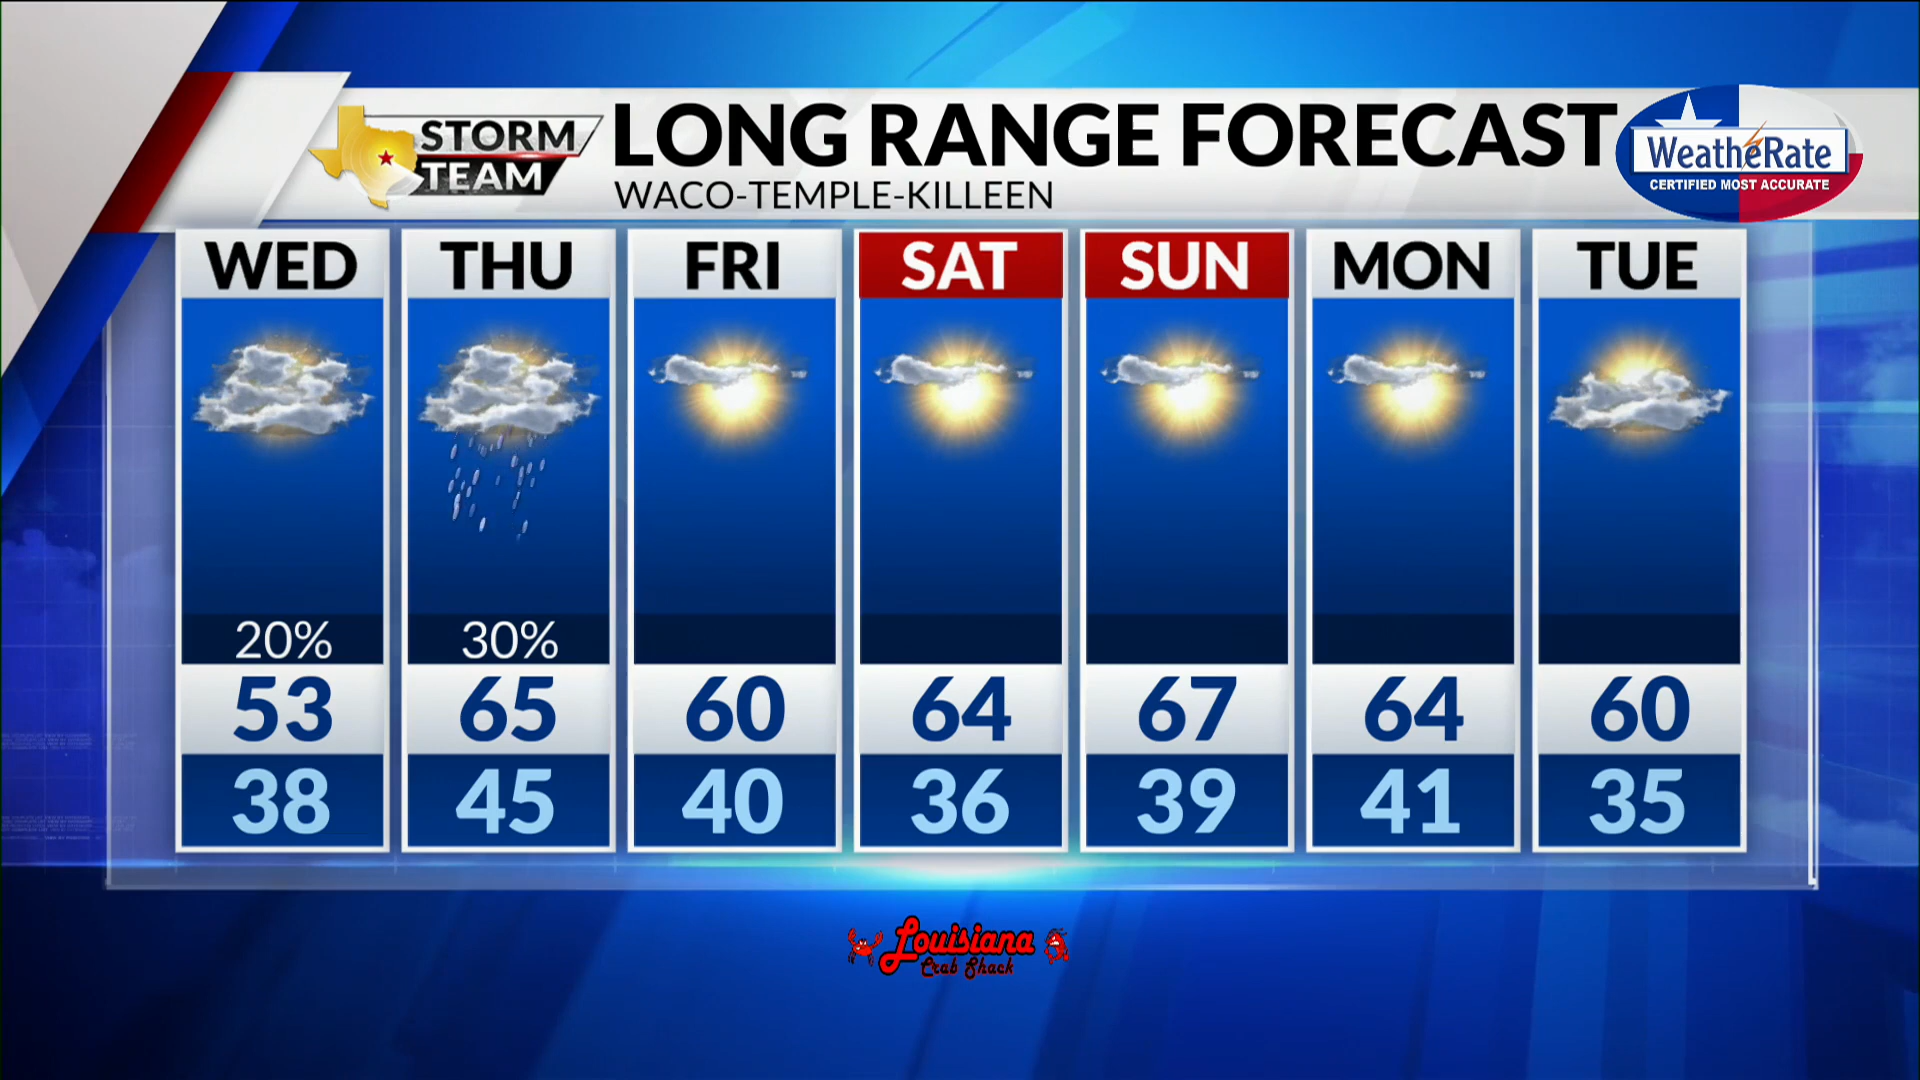 STORM
TEAM
LONG RANGE FORECAST
WACO-TEMPLE-KILLEEN
WeatheRate
CERTIFIED MOST ACCURATE
WED THU FRI SAT SUN MON TUE
20% 30%
53 65 60 64 67 64 60
38 45 40 36 39 41 35
Louisiana
Crab Shack